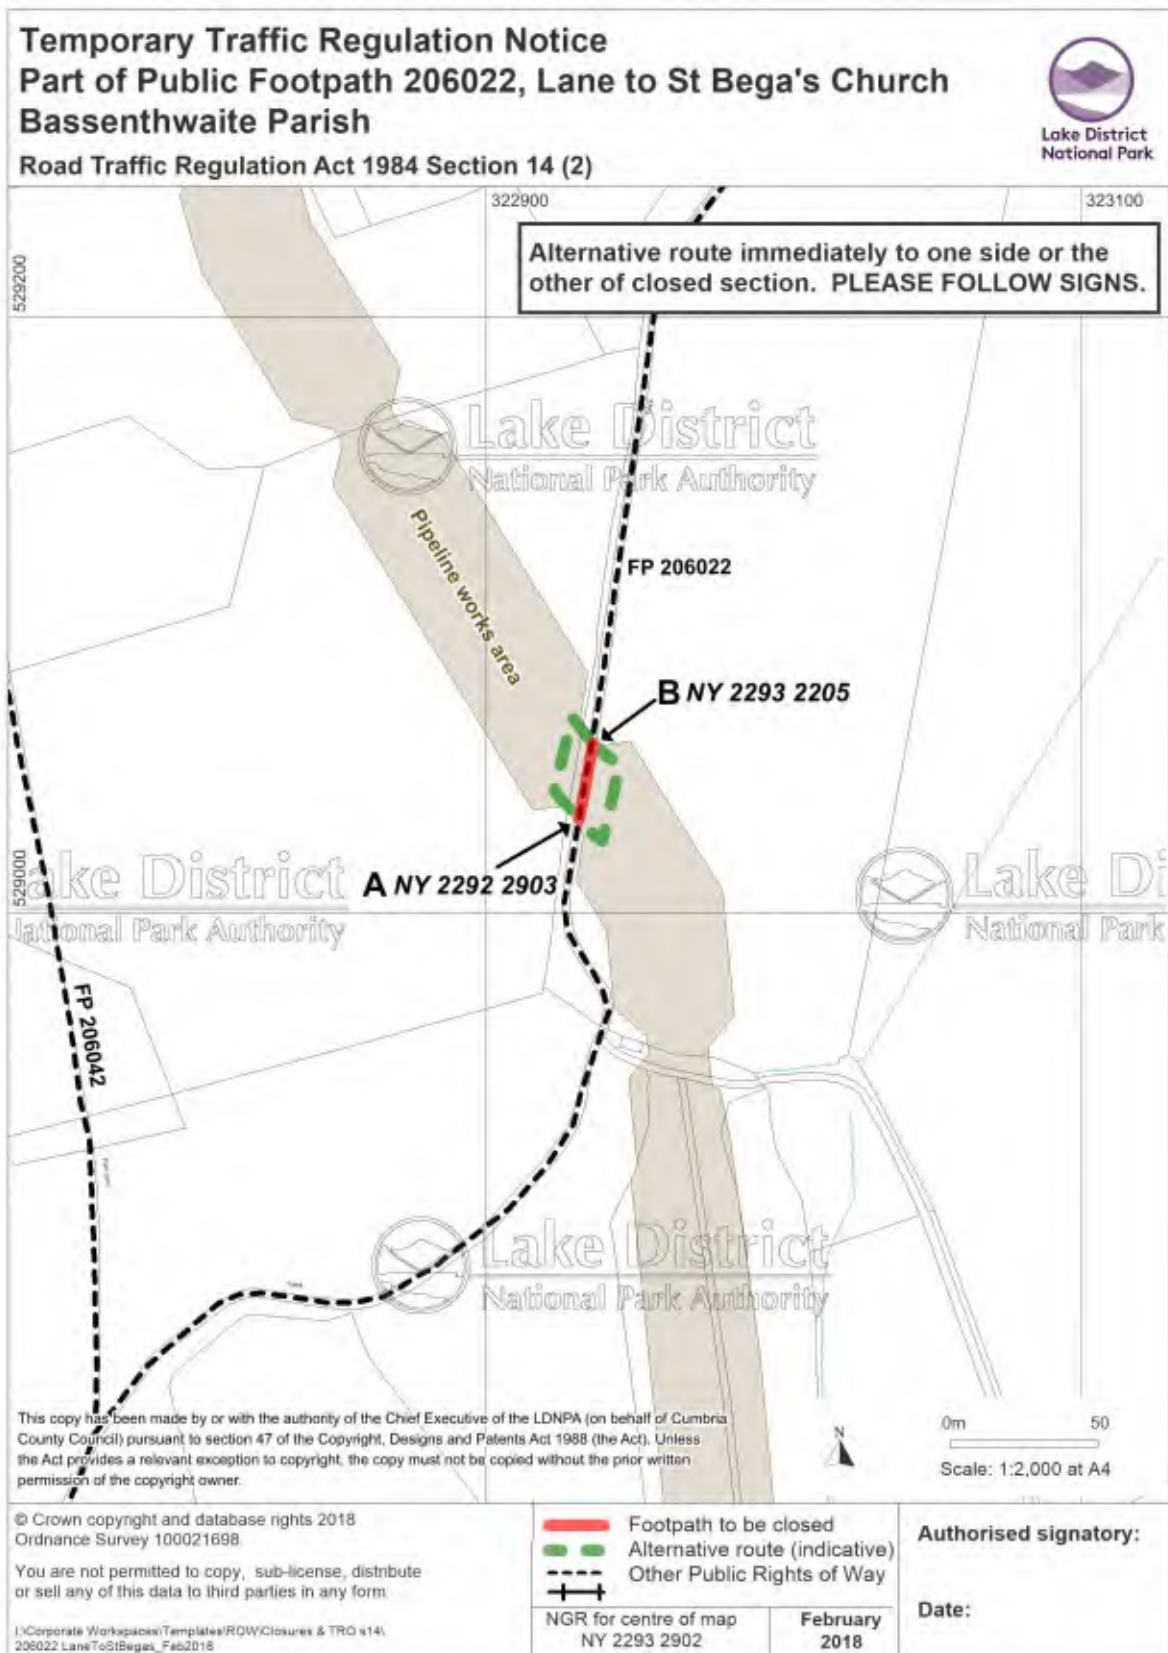 Temporary Traffic Regulation Notice
Part of Public Footpath 206022, Lane to St Bega's Church
Bassenthwaite Parish
Road Traffic Regulation Act 1984 Section 14 (2)
Lake District
National Park
322900
323100
Alternative route immediately to one side or the
other of closed section. PLEASE FOLLOW SIGNS.
529200
Lake District
National Park Authority
Pipeline works area
FP 206022
B NY 2293 2205
A NY 2292 2903
529000
ake District
National Park Authority
Lake Di
National Park
FP 206042
Lake District
National Park Authority
This copy has been made by or with the authority of the Chief Executive of the LDNPA (on behalf of Cumbria
County Council) pursuant to section 47 of the Copyright, Designs and Patents Act 1988 (the Act). Unless
the Act provides a relevant exception to copyright, the copy must not be copied without the prior written
permission of the copyright owner.
N
0m 50
Scale: 1:2,000 at A4
© Crown copyright and database rights 2018
Ordnance Survey 100021698
You are not permitted to copy, sub-license, distribute
or sell any of this data to third parties in any form
I:\Corporate Workspaces\Templates\ROW\Closures & TRO s14\
206022 LaneToStBegas_Feb2018
Footpath to be closed
Alternative route (indicative)
Other Public Rights of Way
NGR for centre of map
NY 2293 2902
February
2018
Authorised signatory:
Date: